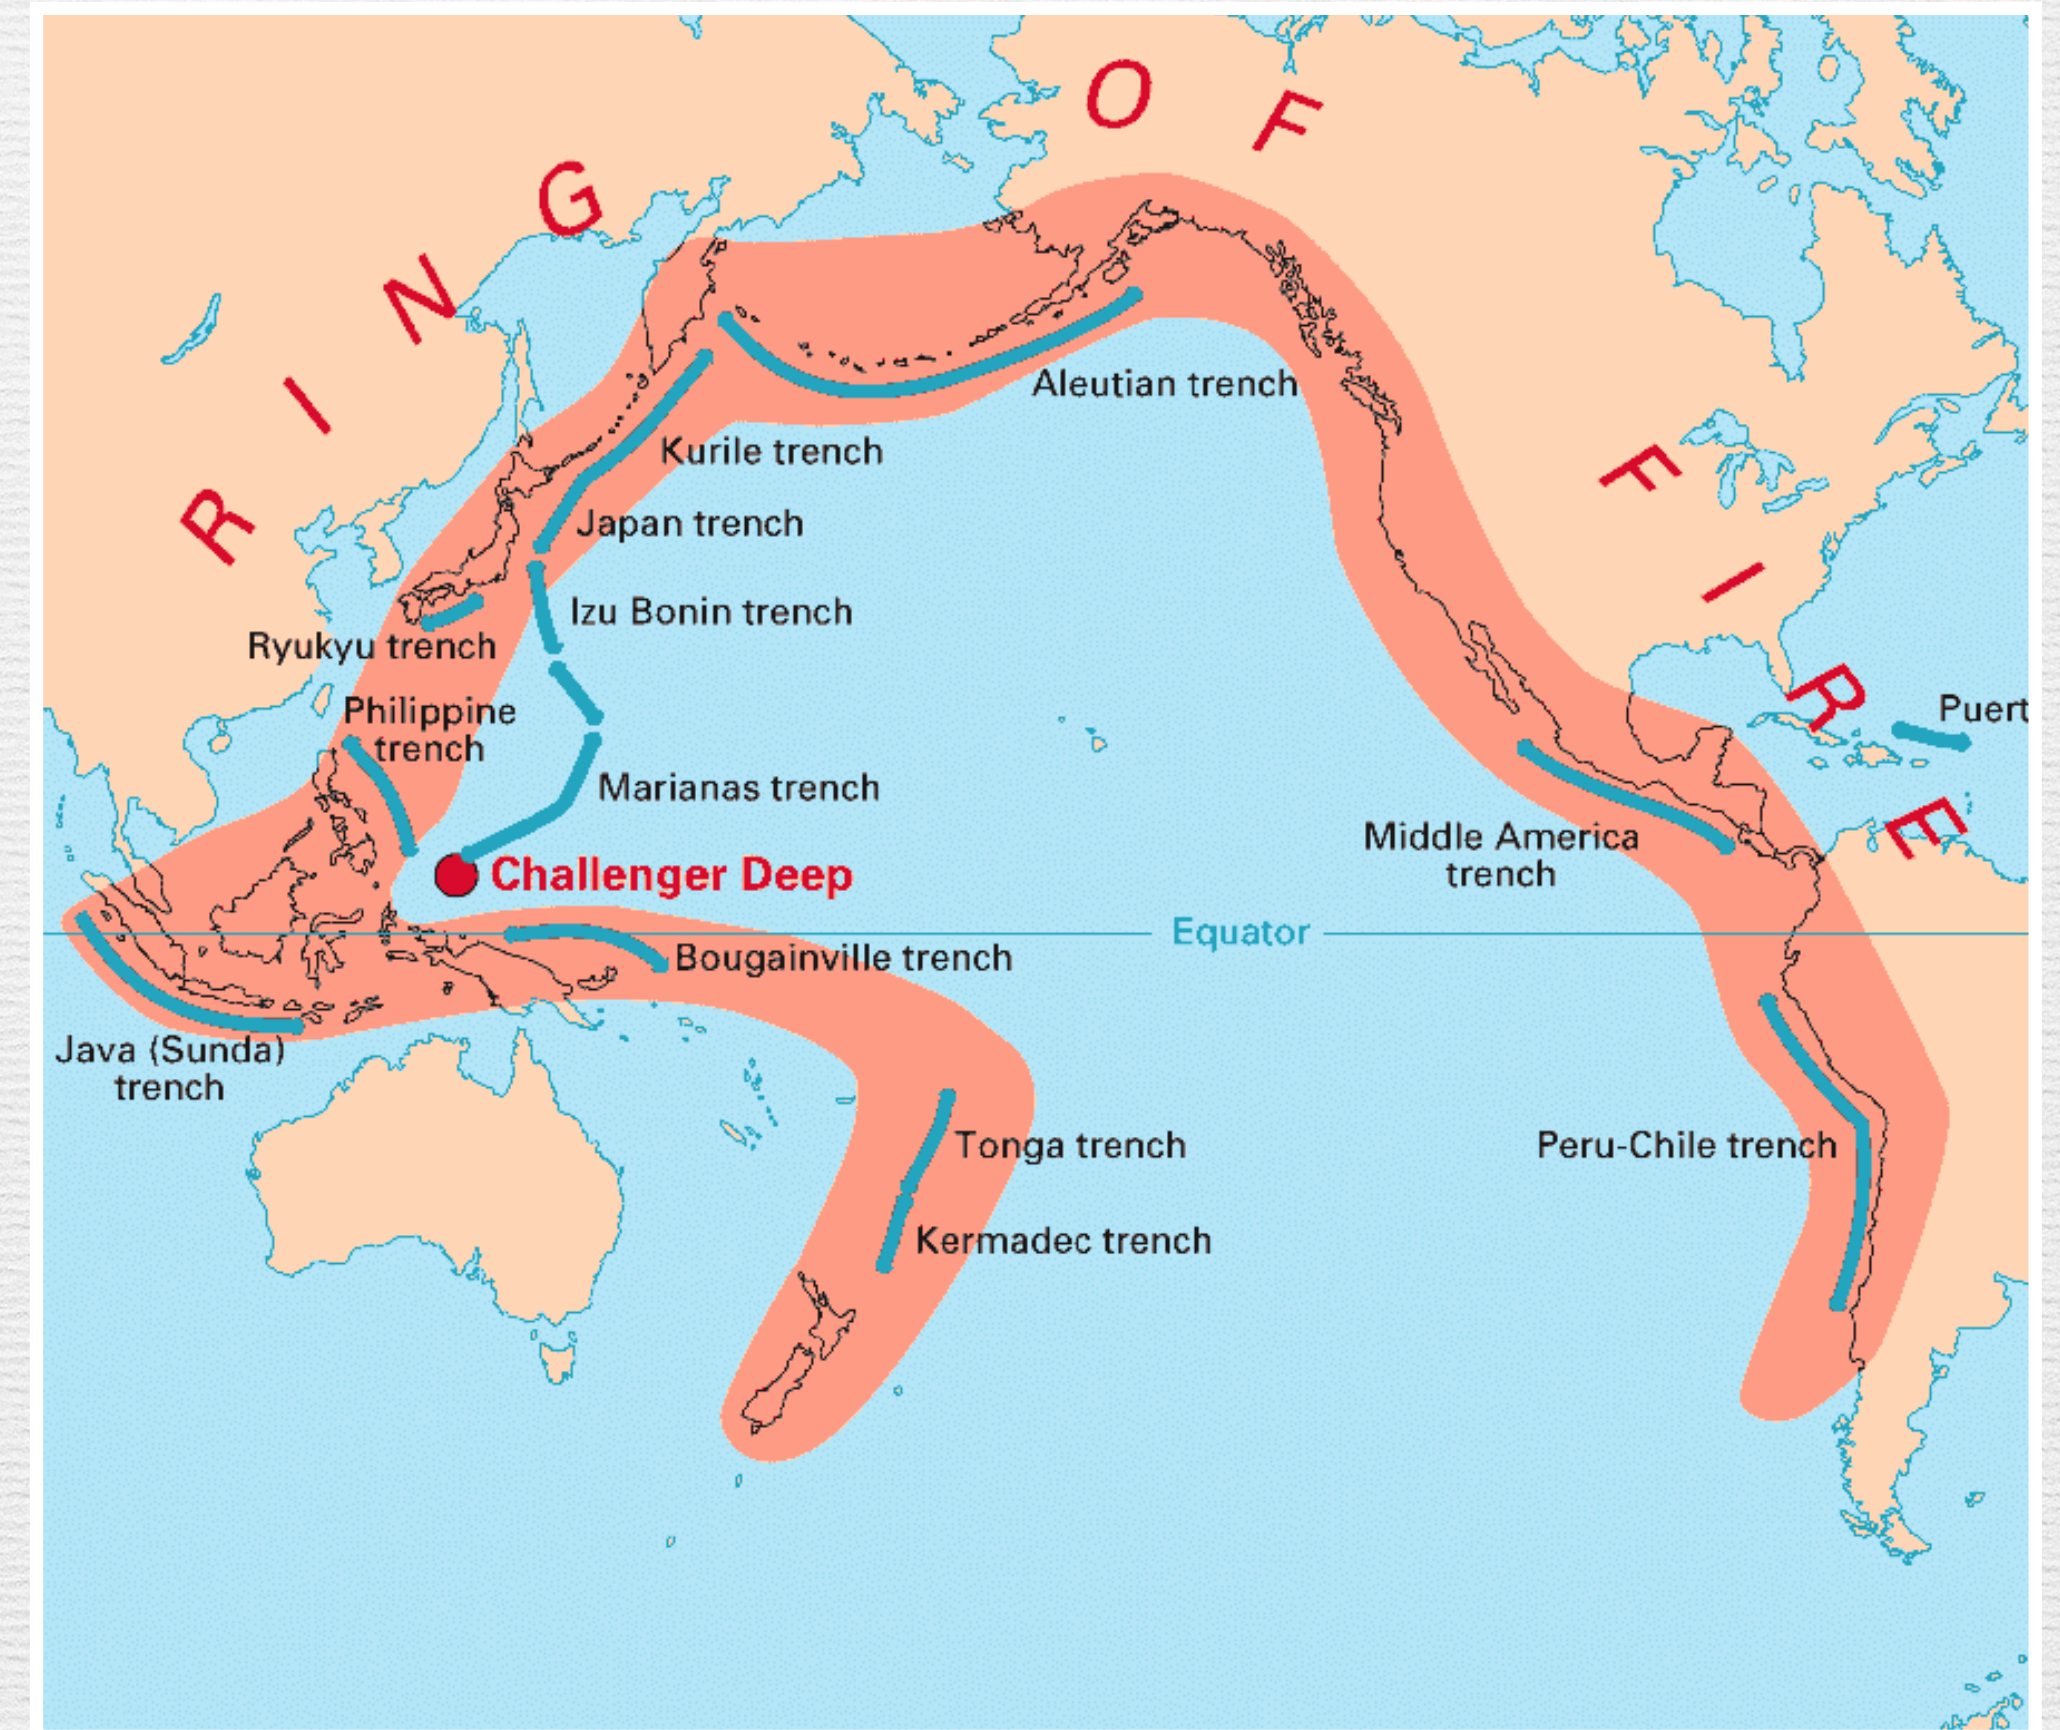 RING OF FIRE
Aleutian trench
Kurile trench
Japan trench
Izu Bonin trench
Ryukyu trench
Philippine
trench
Puert
Marianas trench
Middle America
trench
Challenger Deep
Equator
Bougainville trench
Java (Sunda)
trench
Tonga trench
Peru-Chile trench
Kermadec trench